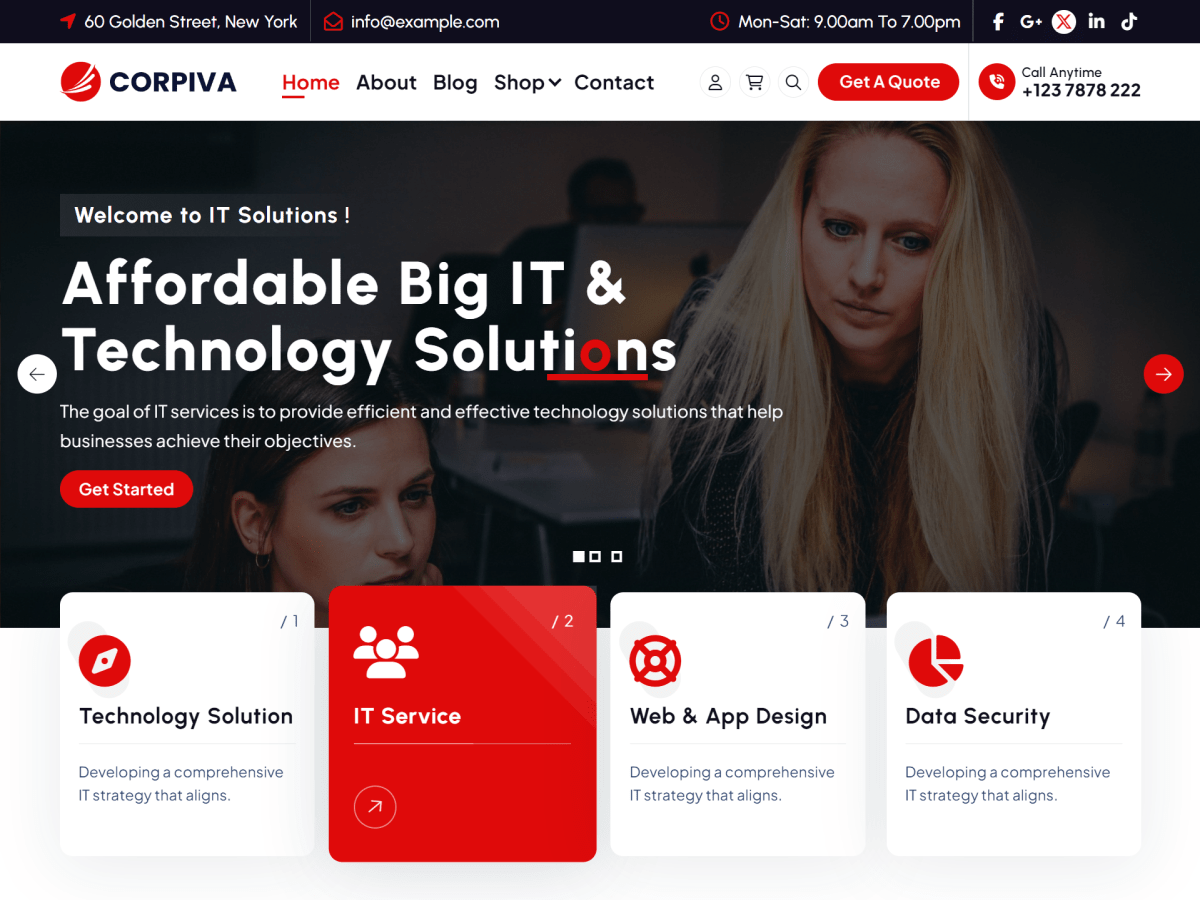 60 Golden Street, New York
info@example.com
Mon-Sat: 9.00am To 7.00pm
CORPIVA
Home About Blog Shop Contact
Get A Quote
Call Anytime
+123 7878 222
Welcome to IT Solutions !
Affordable Big IT &
Technology Solutions
The goal of IT services is to provide efficient and effective technology solutions that help
businesses achieve their objectives.
Get Started
/ 1
Technology Solution
Developing a comprehensive
IT strategy that aligns.
/ 2
IT Service
/ 3
Web & App Design
Developing a comprehensive
IT strategy that aligns.
/ 4
Data Security
Developing a comprehensive
IT strategy that aligns.